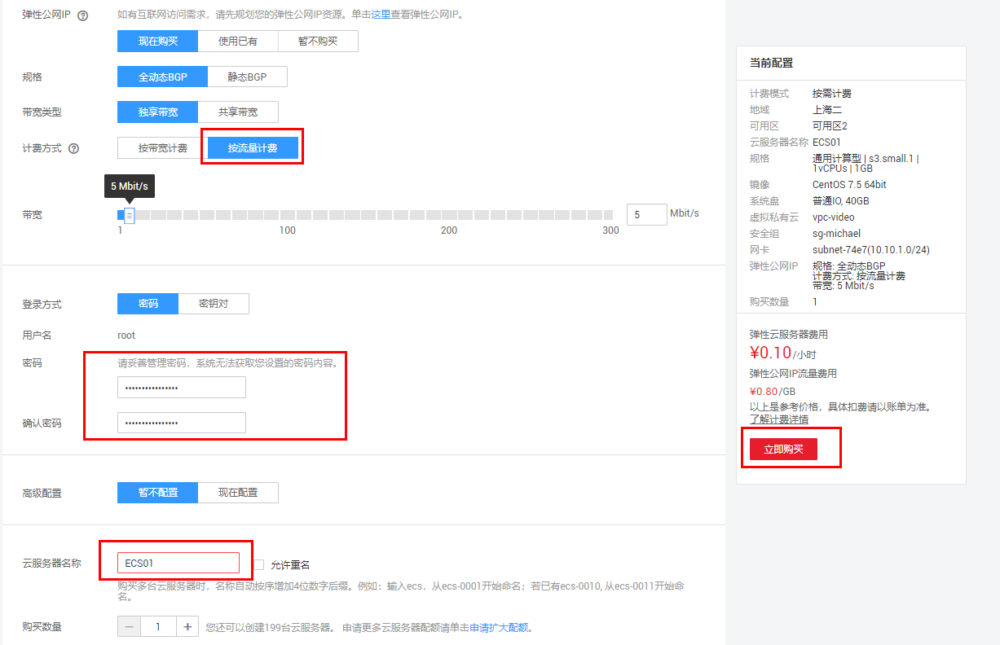 弹性公网IP ?
如有互联网访问需求，请先规划您的弹性公网IP资源。单击这里查看弹性公网IP。
现在购买 使用已有 暂不购买
规格 全动态BGP 静态BGP
带宽类型 独享带宽 共享带宽
计费方式 ? 按带宽计费 按流量计费
5 Mbit/s
带宽 5 Mbit/s
1 100 200 300
登录方式 密码 密钥对
用户名 root
密码 请妥善管理密码，系统无法获取您设置的密码内容。
•••••••••••••••
确认密码 •••••••••••••••
高级配置 暂不配置 现在配置
云服务器名称 ECS01 允许重名
购买多台云服务器时，名称自动按序增加4位数字后缀。例如：输入ecs，从ecs-0001开始命名；若已有ecs-0010, 从ecs-0011开始命
名。
购买数量 − 1 + 您还可以创建199台云服务器。 申请更多云服务器配额请单击申请扩大配额。
当前配置
计费模式 按需计费
地域 上海二
可用区 可用区2
云服务器名称 ECS01
规格 通用计算型 | s3.small.1 |
1vCPUs | 1GB
镜像 CentOS 7.5 64bit
系统盘 普通IO, 40GB
虚拟私有云 vpc-video
安全组 sg-michael
网卡 subnet-74e7(10.10.1.0/24)
弹性公网IP 规格: 全动态BGP
计费方式: 按流量计费
带宽: 5 Mbit/s
购买数量 1
弹性云服务器费用
¥0.10/小时
弹性公网IP流量费用
¥0.80/GB
以上是参考价格，具体扣费请以账单为准。
了解计费详情
立即购买